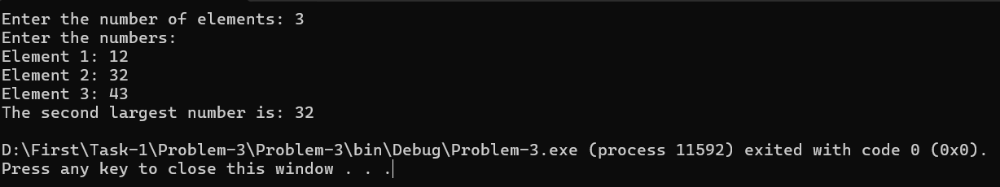 Enter the number of elements: 3
Enter the numbers:
Element 1: 12
Element 2: 32
Element 3: 43
The second largest number is: 32
D:\First\Task-1\Problem-3\Problem-3\bin\Debug\Problem-3.exe (process 11592) exited with code 0 (0x0).
Press any key to close this window . . .